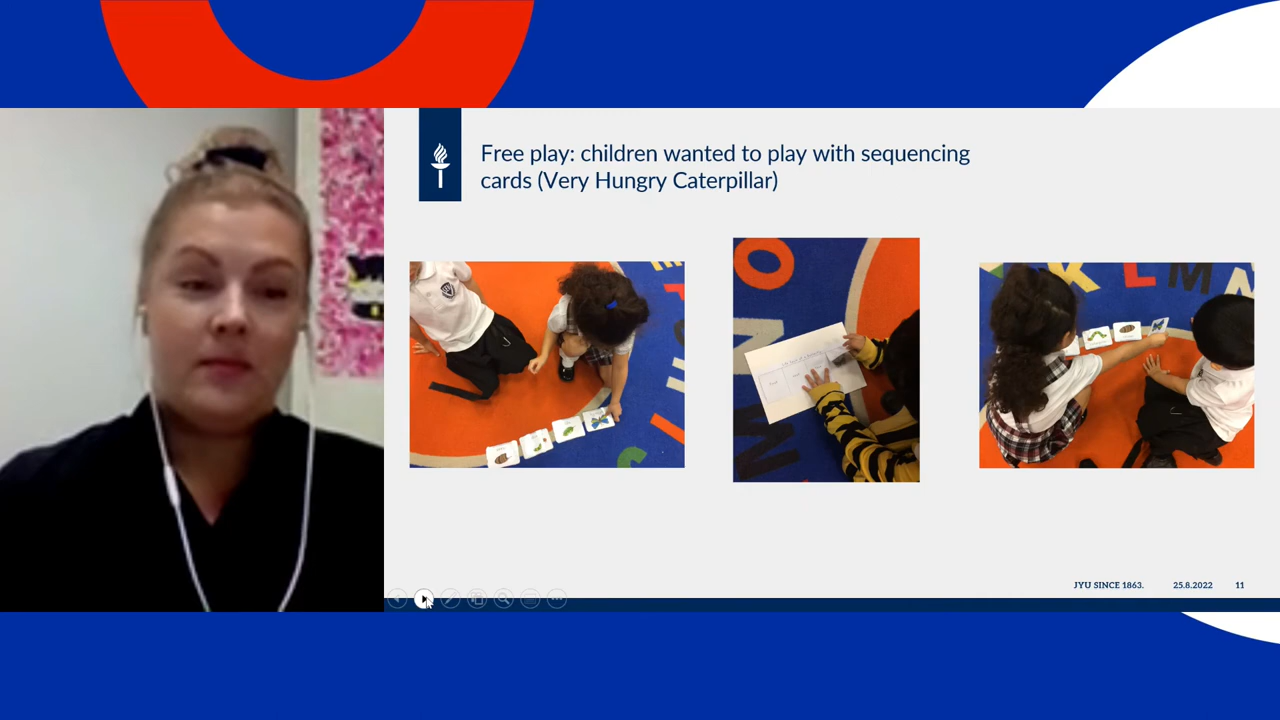 Free play: children wanted to play with sequencing
cards (Very Hungry Caterpillar)
O
K L M N
JYU SINCE 1863.
25.8.2022
11